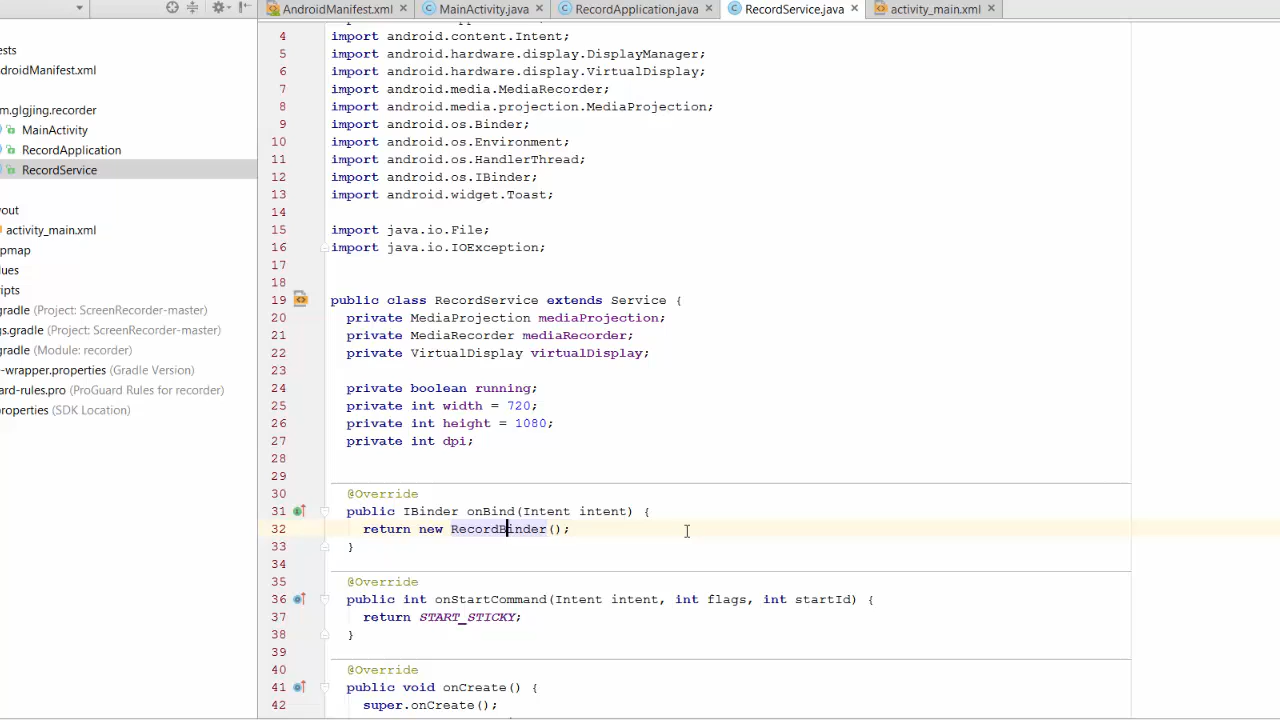 AndroidManifest.xml
MainActivity.java
RecordApplication.java
RecordService.java
activity_main.xml
ests
droidManifest.xml
m.glgjing.recorder
MainActivity
RecordApplication
RecordService
yout
activity_main.xml
pmap
lues
ripts
gradle (Project: ScreenRecorder-master)
gs.gradle (Project: ScreenRecorder-master)
gradle (Module: recorder)
-wrapper.properties (Gradle Version)
ard-rules.pro (ProGuard Rules for recorder)
roperties (SDK Location)
4 import android.content.Intent;
5 import android.hardware.display.DisplayManager;
6 import android.hardware.display.VirtualDisplay;
7 import android.media.MediaRecorder;
8 import android.media.projection.MediaProjection;
9 import android.os.Binder;
10 import android.os.Environment;
11 import android.os.HandlerThread;
12 import android.os.IBinder;
13 import android.widget.Toast;
14
15 import java.io.File;
16 import java.io.IOException;
17
18
19 public class RecordService extends Service {
20 private MediaProjection mediaProjection;
21 private MediaRecorder mediaRecorder;
22 private VirtualDisplay virtualDisplay;
23
24 private boolean running;
25 private int width = 720;
26 private int height = 1080;
27 private int dpi;
28
29
30 @Override
31 public IBinder onBind(Intent intent) {
32 return new RecordBinder();
33 }
34
35 @Override
36 public int onStartCommand(Intent intent, int flags, int startId) {
37 return START_STICKY;
38 }
39
40 @Override
41 public void onCreate() {
42 super.onCreate();